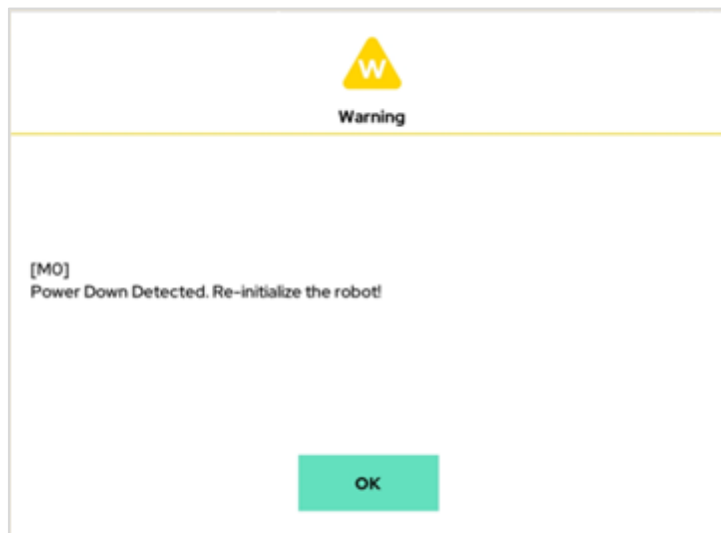 W
Warning
[M0]
Power Down Detected. Re-initialize the robot!
OK